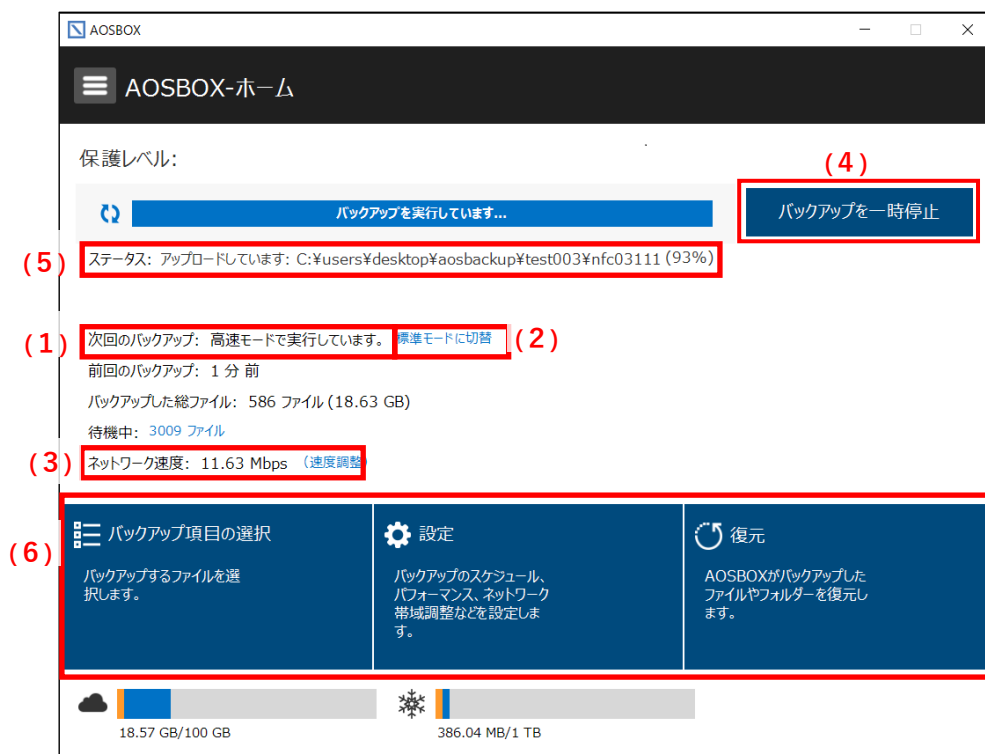 AOSBOX
AOSBOX-ホーム
保護レベル:
(4)
バックアップを実行しています...
バックアップを一時停止
(5)
ステータス: アップロードしています: C:¥users¥desktop¥aosbackup¥test003¥nfc03111 (93%)
(1)
次回のバックアップ: 高速モードで実行しています。 標準モードに切替
(2)
前回のバックアップ: 1 分 前
バックアップした総ファイル: 586 ファイル (18.63 GB)
待機中: 3009 ファイル
(3)
ネットワーク速度: 11.63 Mbps (速度調整)
(6)
バックアップ項目の選択
バックアップするファイルを選
択します。
設定
バックアップのスケジュール、
パフォーマンス、ネットワーク
帯域調整などを設定しま
す。
復元
AOSBOXがバックアップした
ファイルやフォルダーを復元し
ます。
18.57 GB/100 GB
386.04 MB/1 TB